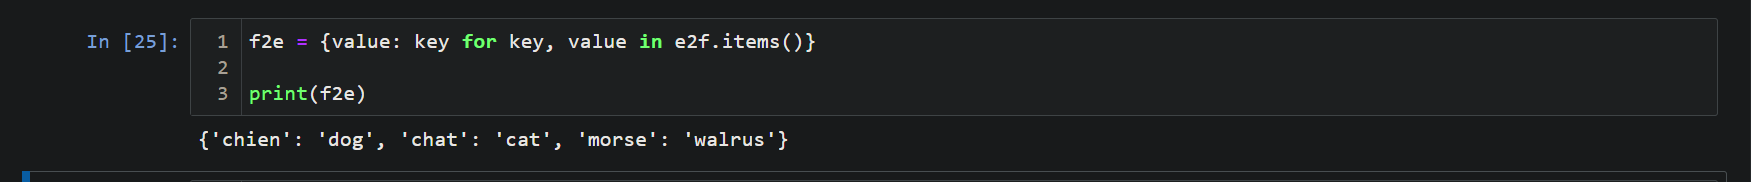 In [25]: 1 f2e = {value: key for key, value in e2f.items()}
2
3 print(f2e)
{'chien': 'dog', 'chat': 'cat', 'morse': 'walrus'}